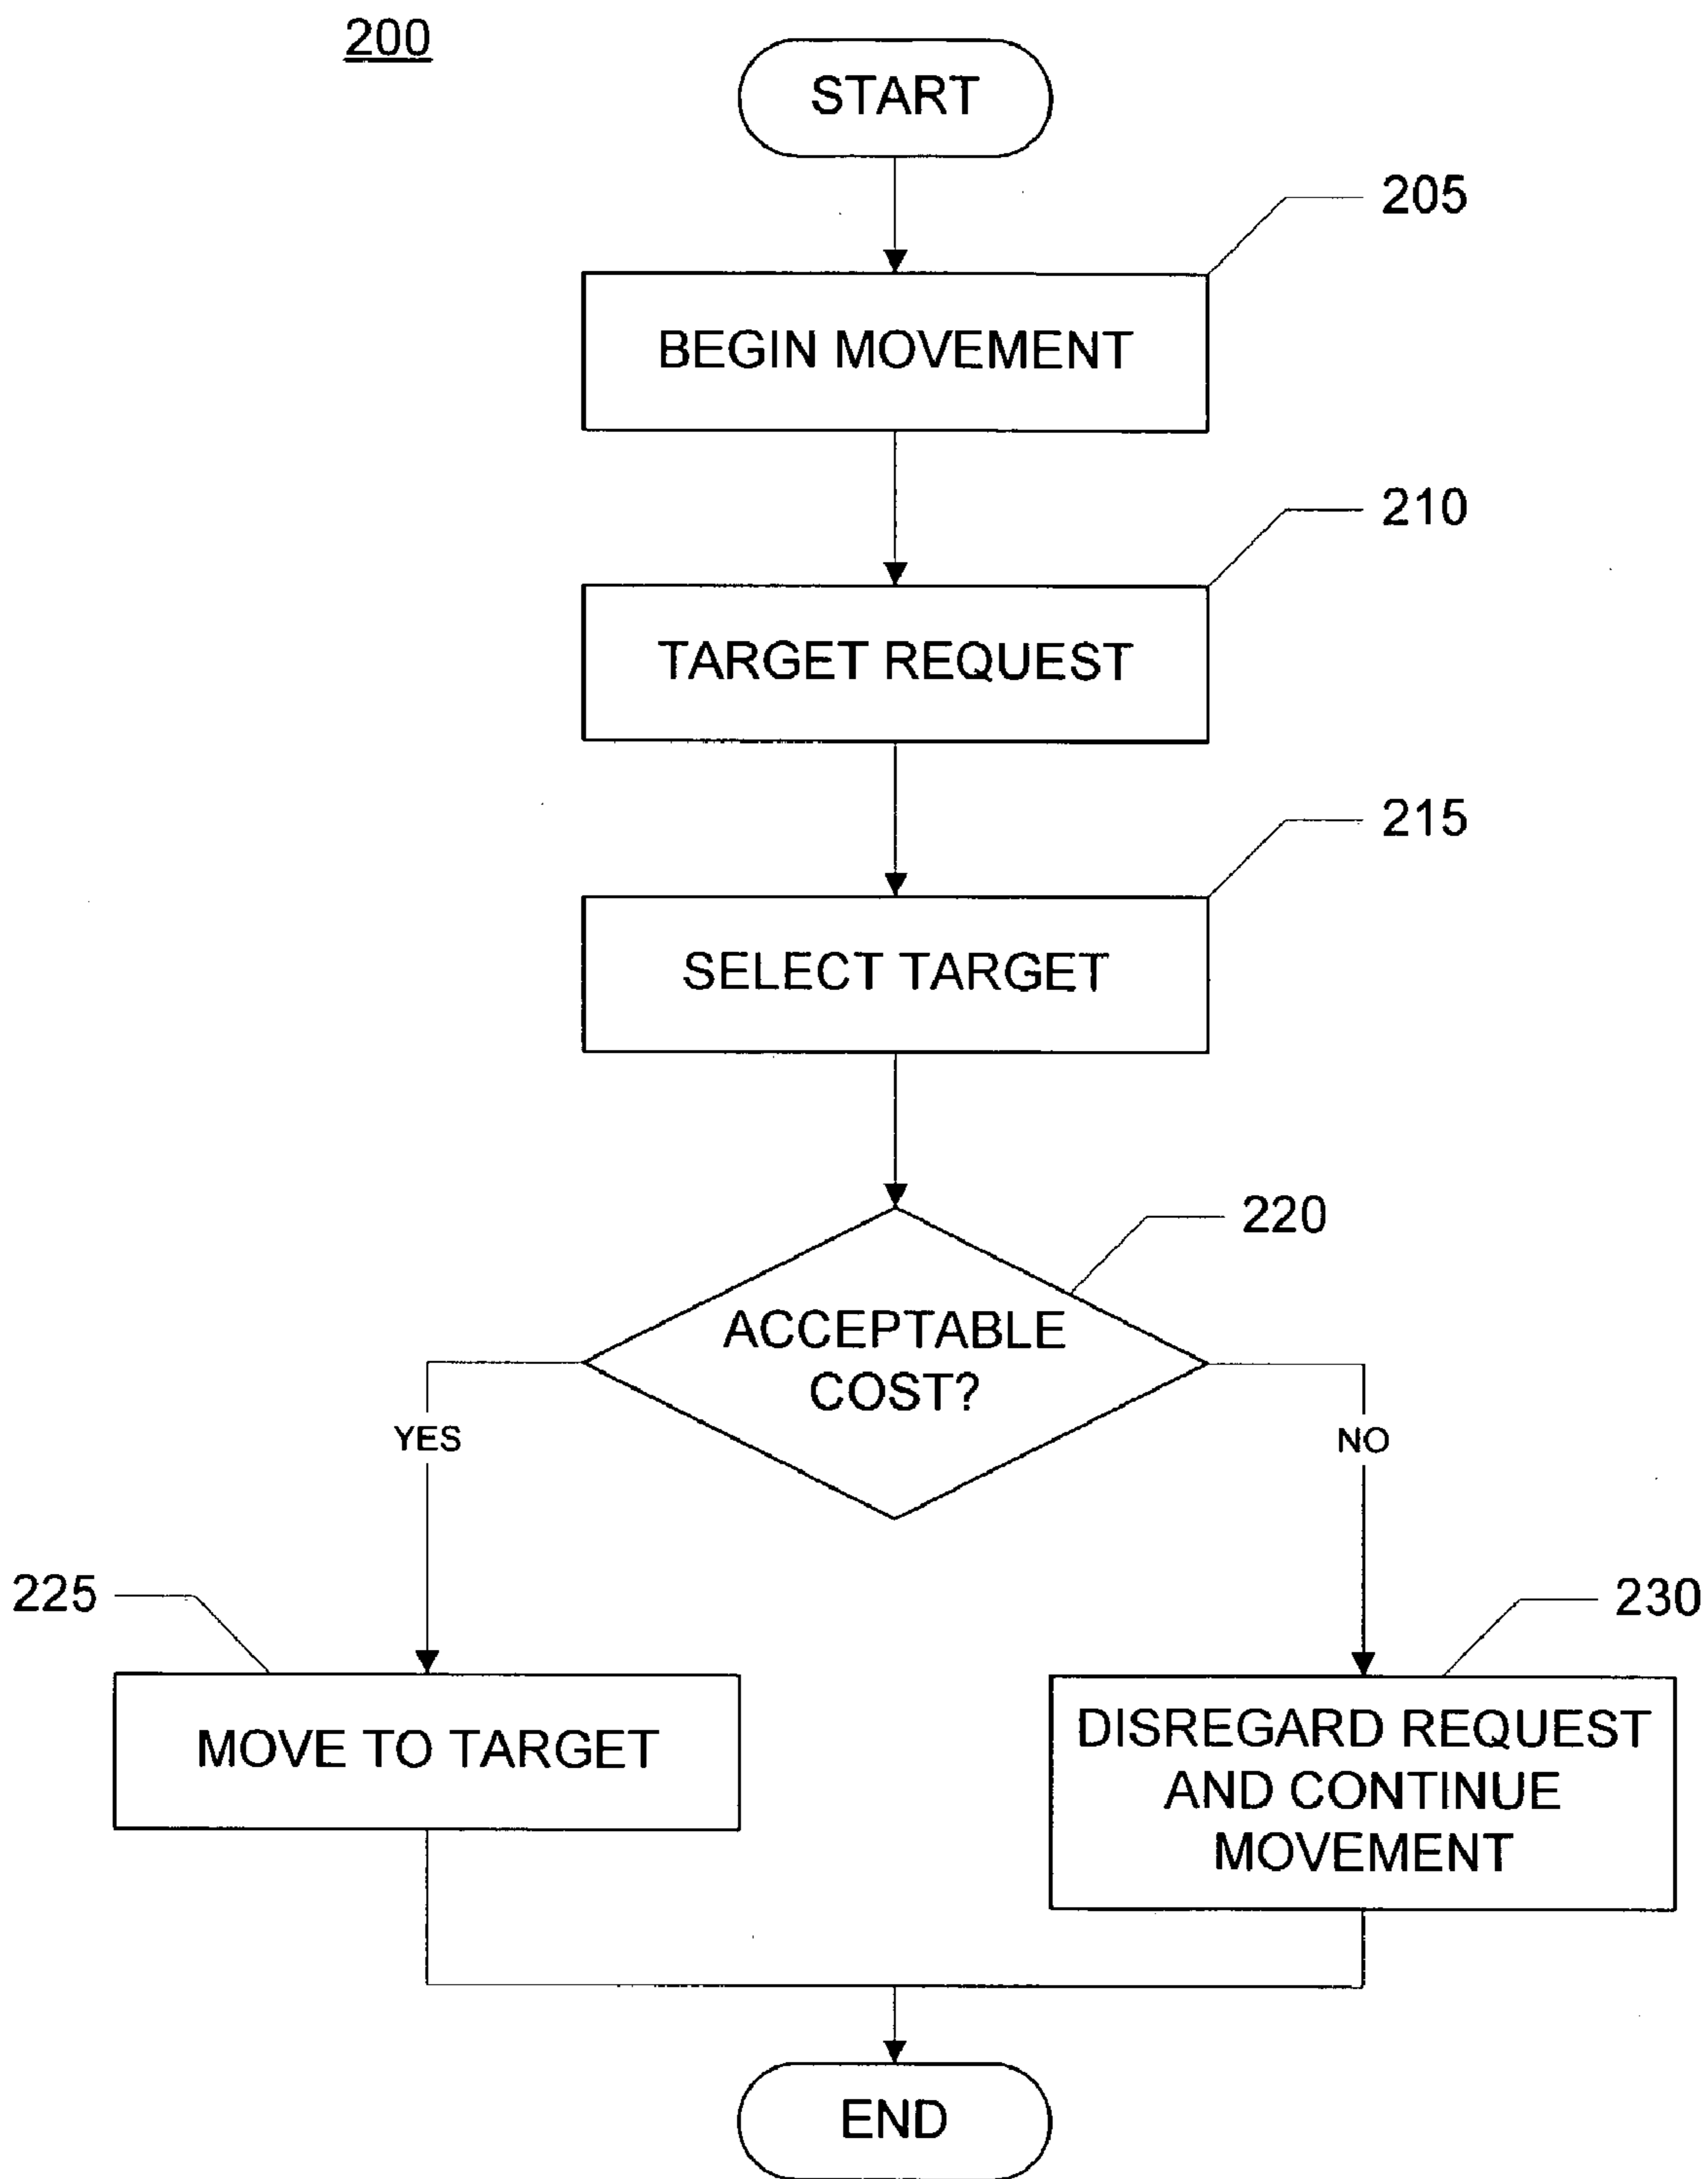 200
START
205
BEGIN MOVEMENT
210
TARGET REQUEST
215
SELECT TARGET
220
ACCEPTABLE
COST?
YES
NO
225
230
MOVE TO TARGET
DISREGARD REQUEST
AND CONTINUE
MOVEMENT
END